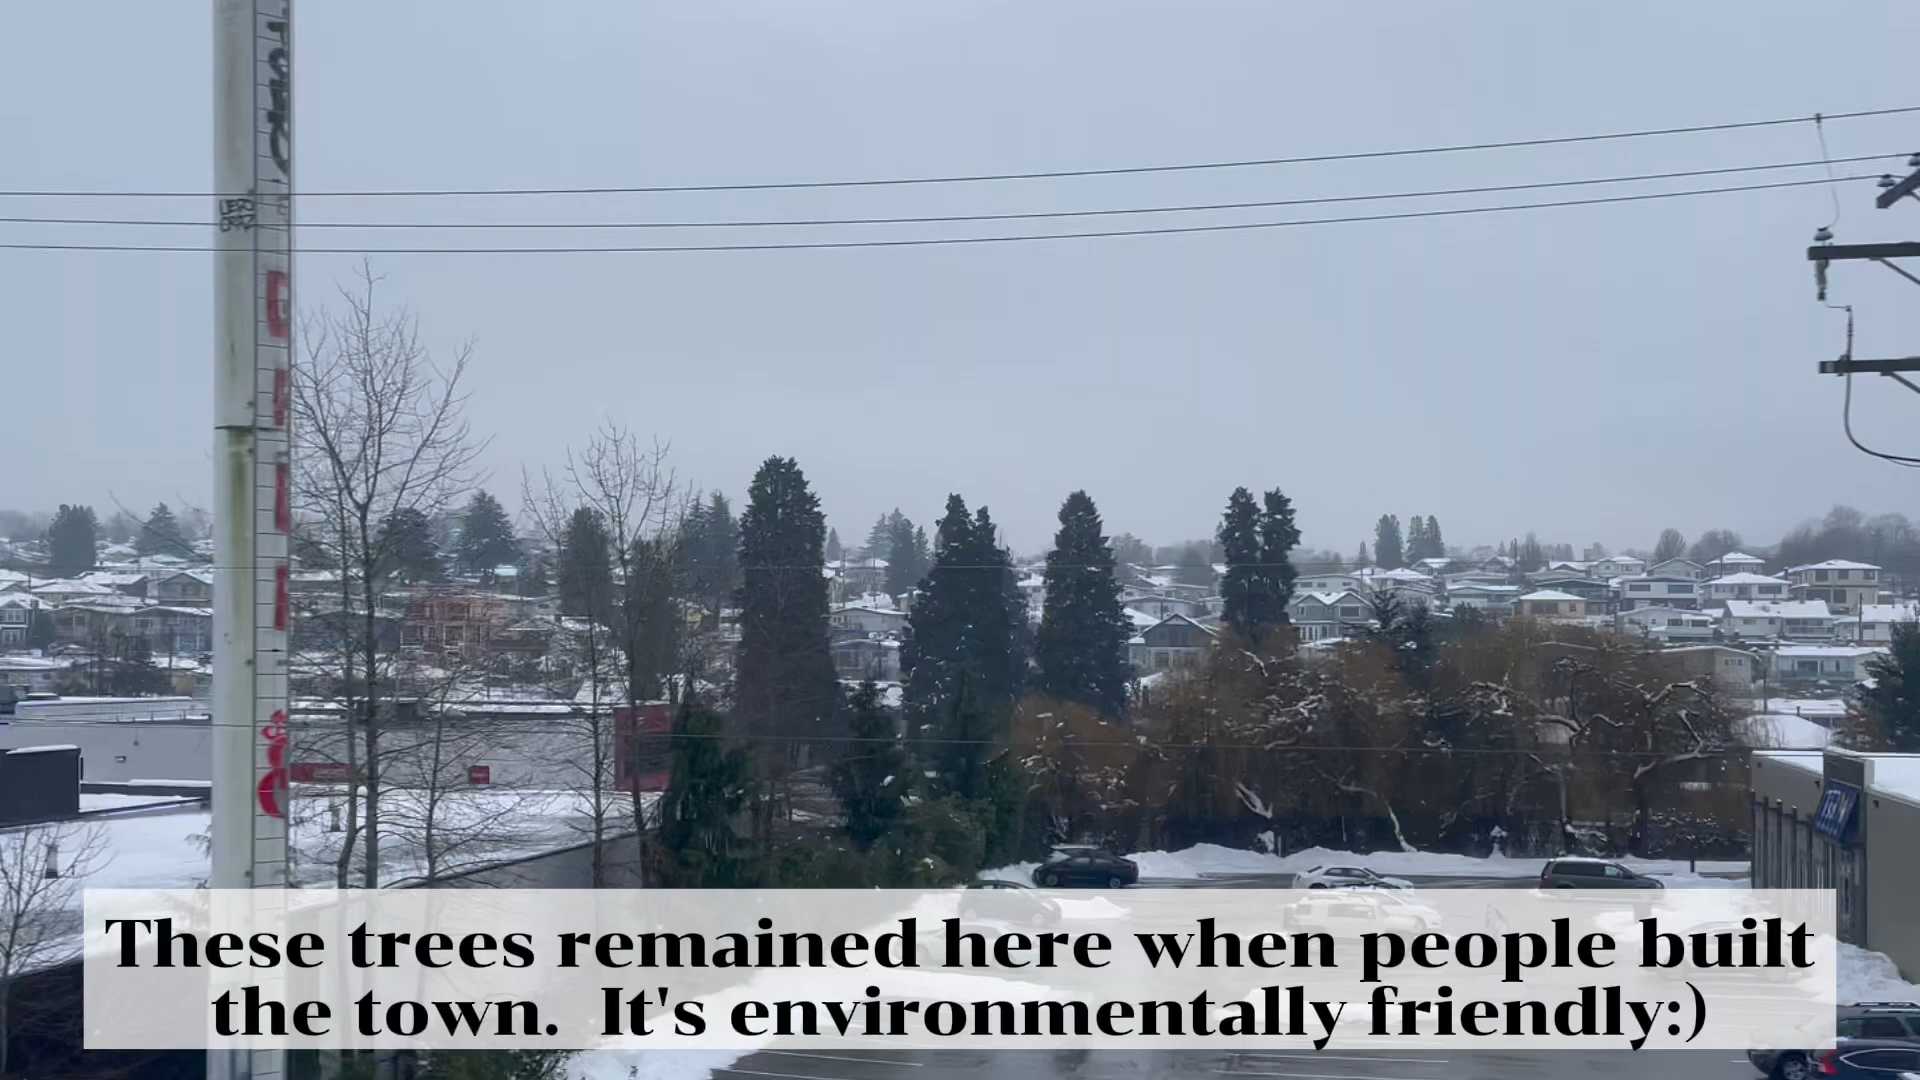 These trees remained here when people built
the town.  It's environmentally friendly:)